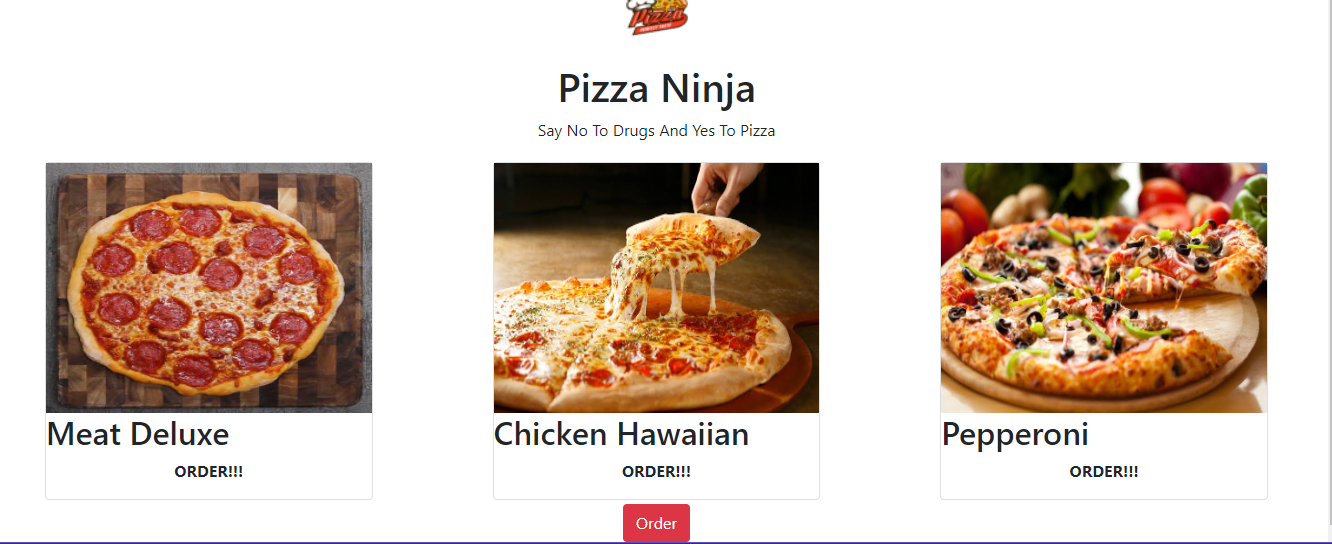 Pizza
Pizza Ninja
Say No To Drugs And Yes To Pizza
Meat Deluxe
Chicken Hawaiian
Pepperoni
ORDER!!!
ORDER!!!
ORDER!!!
Order